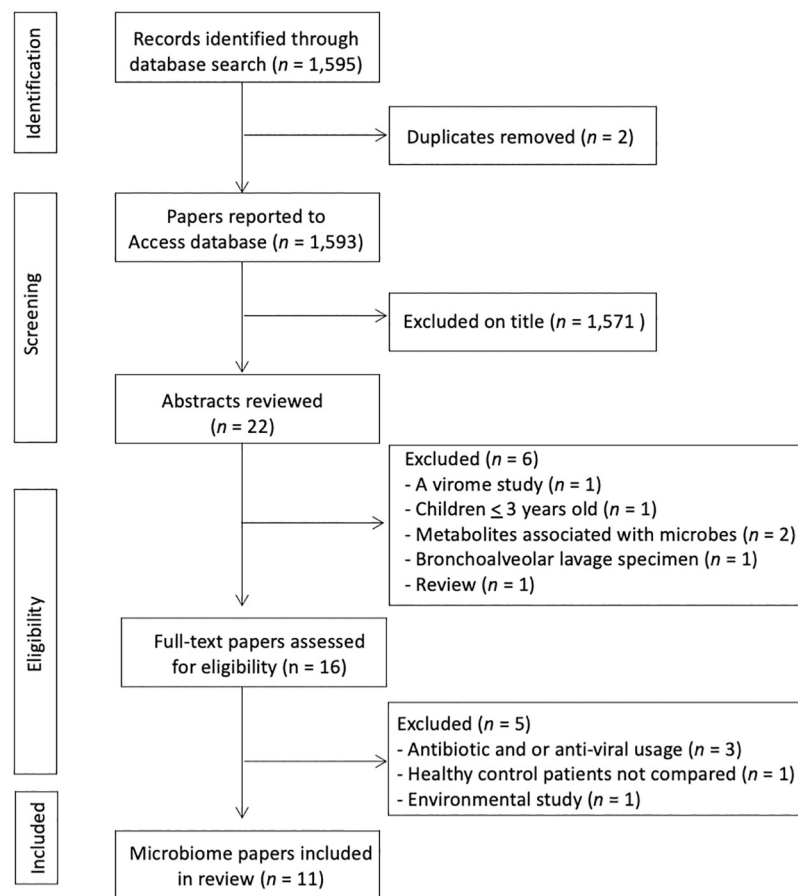 Identification
Records identified through
database search (n = 1,595)
Duplicates removed (n = 2)
Screening
Papers reported to
Access database (n = 1,593)
Excluded on title (n = 1,571 )
Abstracts reviewed
(n = 22)
Excluded (n = 6)
- A virome study (n = 1)
- Children ≤ 3 years old (n = 1)
- Metabolites associated with microbes (n = 2)
- Bronchoalveolar lavage specimen (n = 1)
- Review (n = 1)
Eligibility
Full-text papers assessed
for eligibility (n = 16)
Excluded (n = 5)
- Antibiotic and or anti-viral usage (n = 3)
- Healthy control patients not compared (n = 1)
- Environmental study (n = 1)
Included
Microbiome papers included
in review (n = 11)